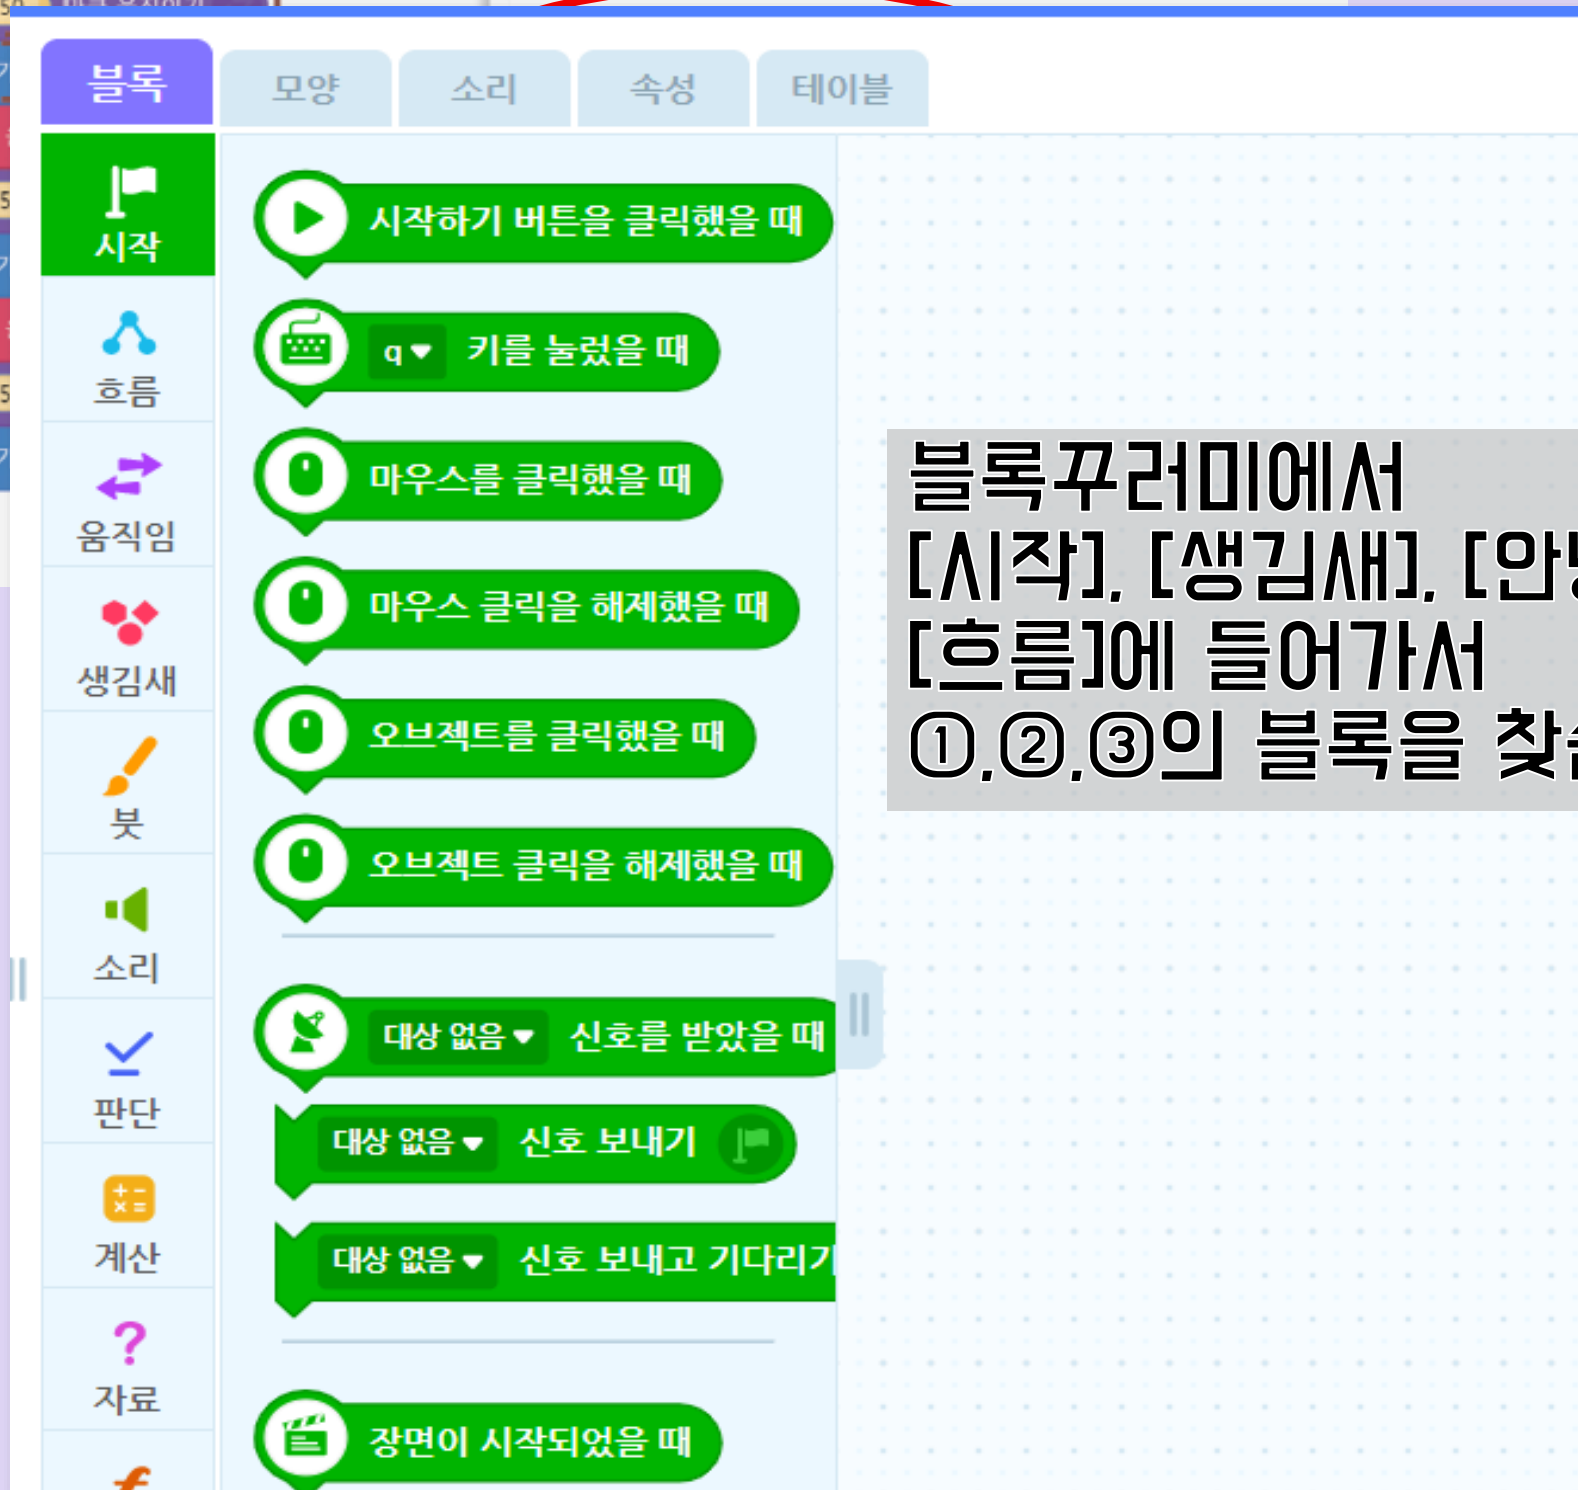 블록
모양
소리
속성
테이블
시작
흐름
움직임
생김새
붓
소리
판단
계산
자료
시작하기 버튼을 클릭했을 때
q 키를 눌렀을 때
마우스를 클릭했을 때
마우스 클릭을 해제했을 때
오브젝트를 클릭했을 때
오브젝트 클릭을 해제했을 때
대상 없음 신호를 받았을 때
대상 없음 신호 보내기
대상 없음 신호 보내고 기다리기
장면이 시작되었을 때
블록꾸러미에서
[시작], [생김새],
[흐름]에 들어가서
①,②,③의 블록을